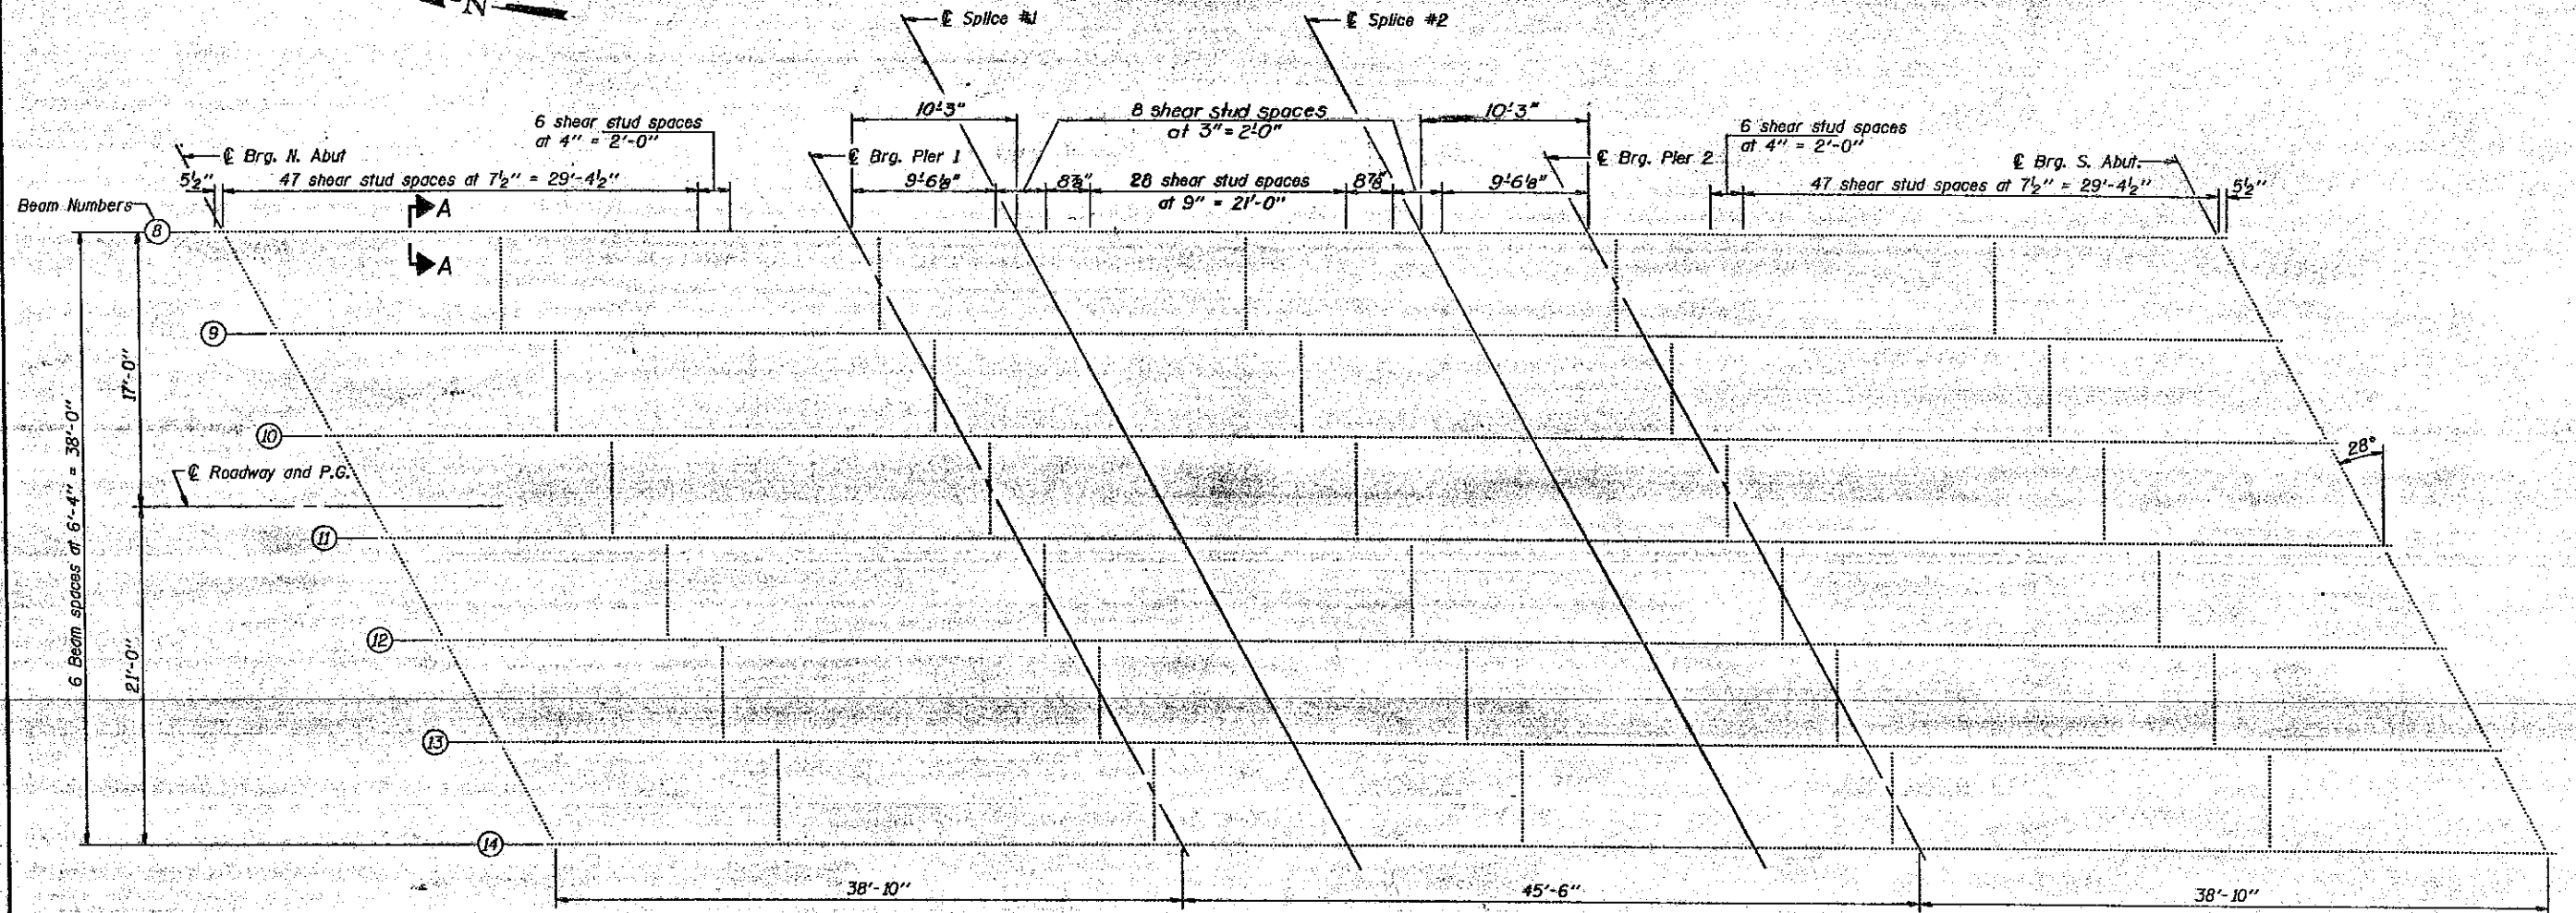 N
℄ Splice #1
℄ Splice #2
10'-3"
8 shear stud spaces
at 3" = 2'-0"
10'-3"
6 shear stud spaces
at 4" = 2'-0"
6 shear stud spaces
at 4" = 2'-0"
℄ Brg. N. Abut
℄ Brg. Pier 1
℄ Brg. Pier 2
℄ Brg. S. Abut.
5½"
47 shear stud spaces at 7½" = 29'-4½"
9'-6⅛"
8⅞"
28 shear stud spaces
at 9" = 21'-0"
8⅞"
9'-6⅛"
47 shear stud spaces at 7½" = 29'-4½"
5½"
Beam Numbers
A
A
8
9
10
11
12
13
14
17'-0"
6 Beam spaces at 6'-4" = 38'-0"
℄ Roadway and P.G.
21'-0"
28°
38'-10"
45'-6"
38'-10"